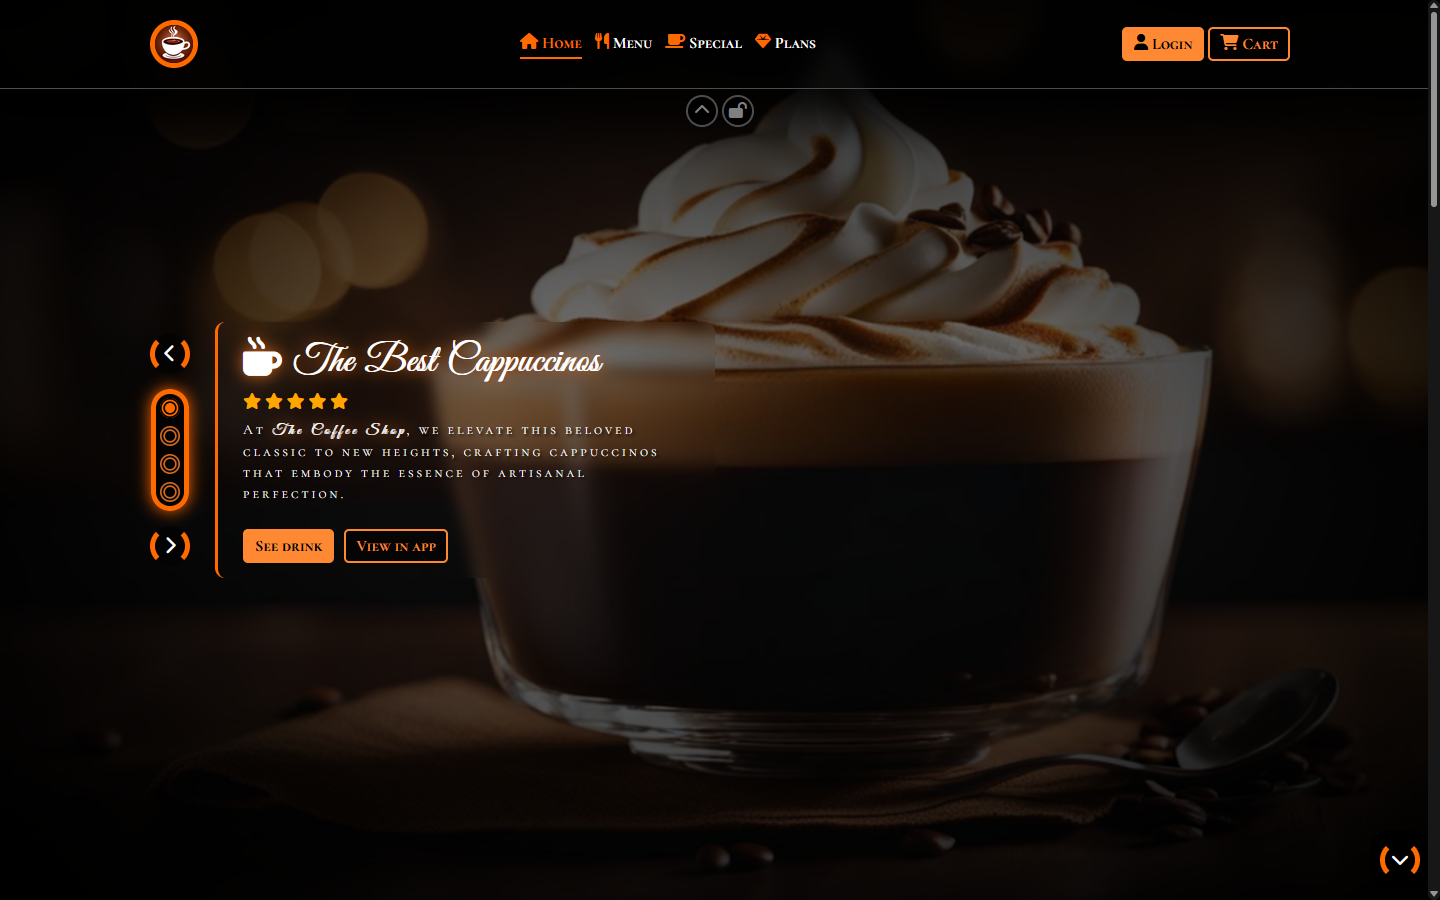 Home Menu Special Plans Login Cart
The Best Cappuccinos
At The Coffee Shop, we elevate this beloved
classic to new heights, crafting cappuccinos
that embody the essence of artisanal
perfection.
See drink View in app